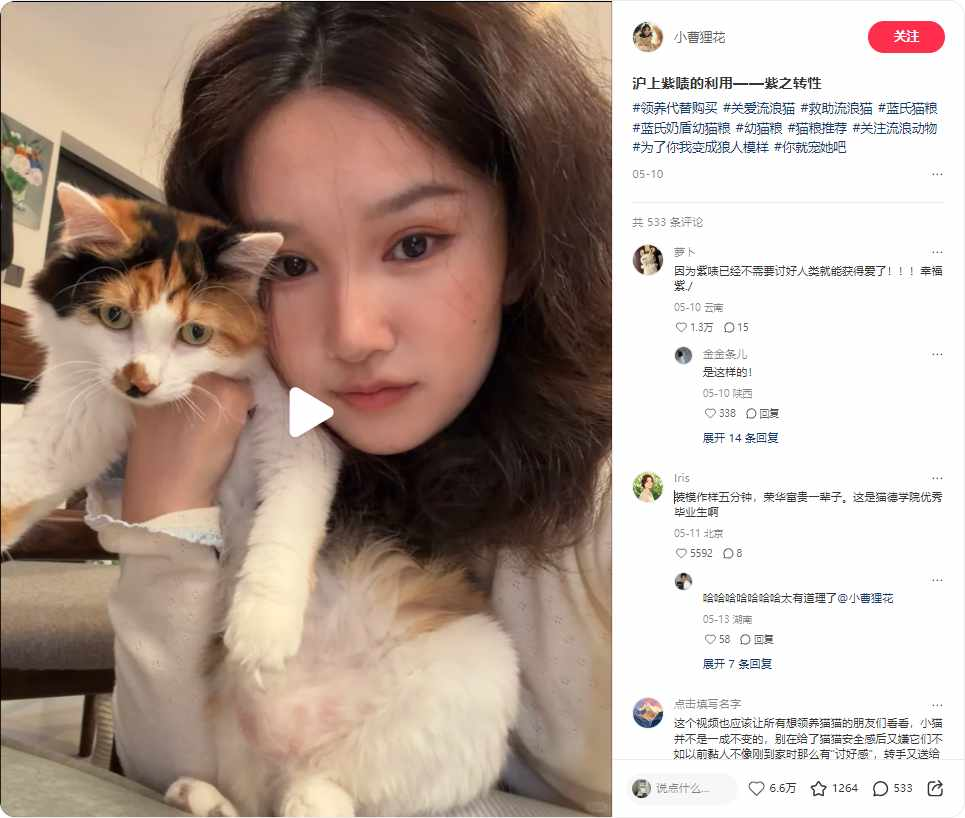 小曹狸花
关注
沪上紫啧的利用——紫之转性
#领养代替购买 #关爱流浪猫 #救助流浪猫 #蓝氏猫粮
#蓝氏奶盾幼猫粮 #幼猫粮 #猫粮推荐 #关注流浪动物
#为了你我变成狼人模样 #你就宠她吧
05-10
共 533 条评论
萝卜
因为紫啧已经不需要讨好人类就能获得爱了！！！幸福
紫./
05-10 云南
1.3万 15
金金条儿
是这样的！
05-10 陕西
338 回复
展开 14 条回复
Iris
装模作样五分钟，荣华富贵一辈子。这是猫德学院优秀
毕业生啊
05-11 北京
5592 8
哈哈哈哈哈哈哈太有道理了@小曹狸花
05-13 湖南
58 回复
展开 7 条回复
点击填写名字
这个视频也应该让所有想领养猫猫的朋友们看看，小猫
并不是一成不变的，别在给了猫猫安全感后又嫌它们不
如以前黏人不像刚到家时那么有“讨好感”，转手又送给
说点什么...
6.6万 1264 533